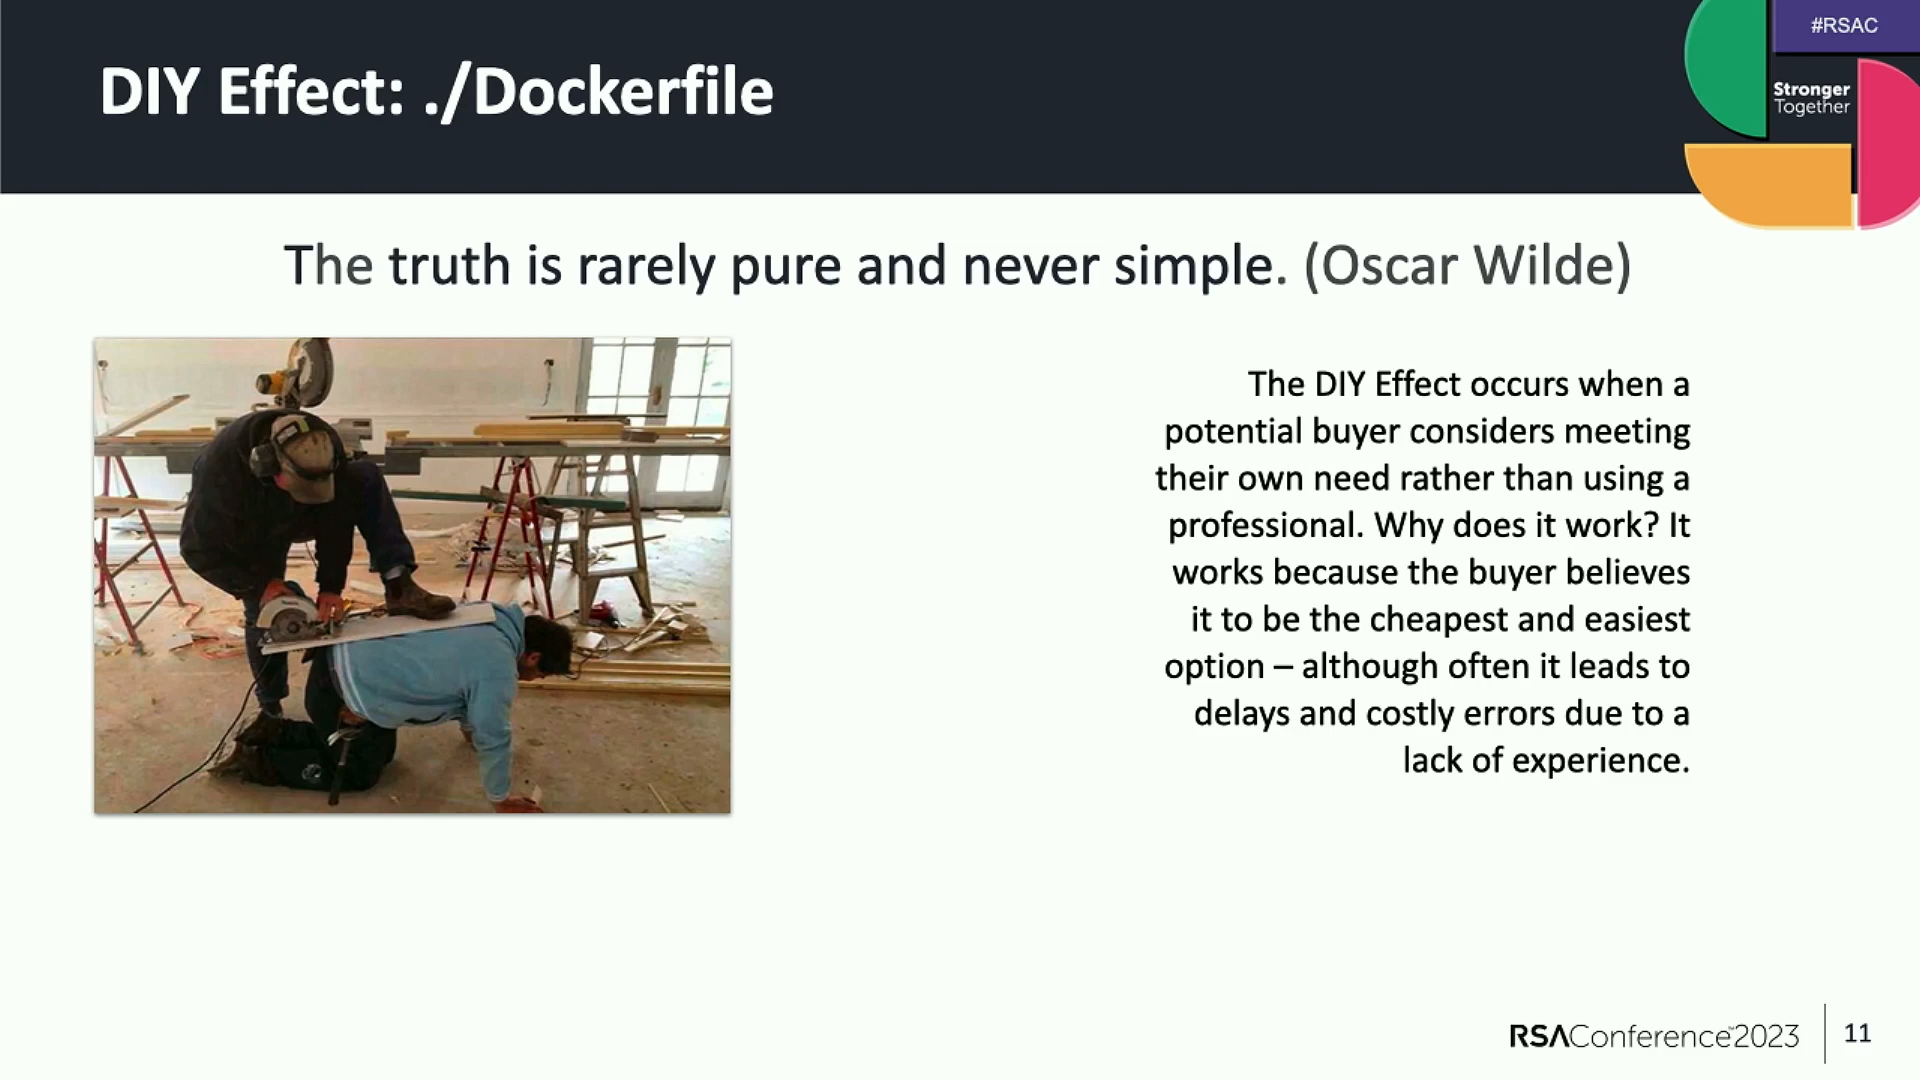 DIY Effect: ./Dockerfile
#RSAC
Stronger
Together
The truth is rarely pure and never simple. (Oscar Wilde)
The DIY Effect occurs when a
potential buyer considers meeting
their own need rather than using a
professional. Why does it work? It
works because the buyer believes
it to be the cheapest and easiest
option – although often it leads to
delays and costly errors due to a
lack of experience.
RSAConference™2023
11